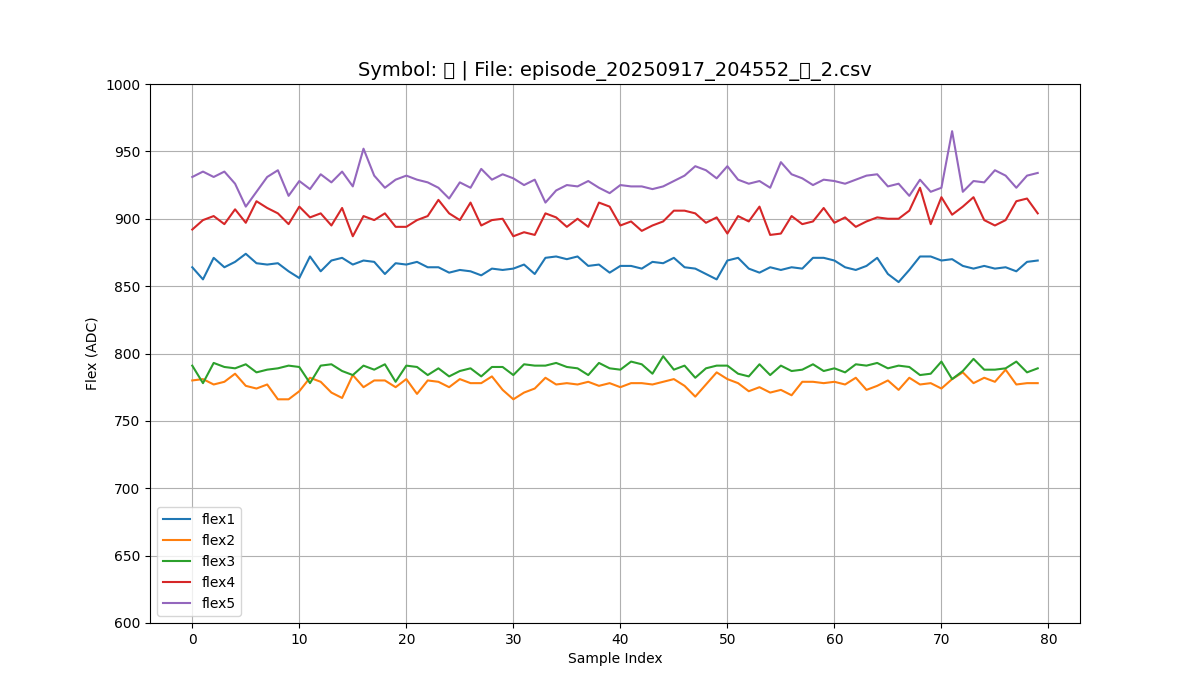 Symbol: | File: episode_20250917_204552_ _2.csv
1000
950
900
850
800
750
700
650
600
Flex (ADC)
flex1
flex2
flex3
flex4
flex5
0 10 20 30 40 50 60 70 80
Sample Index